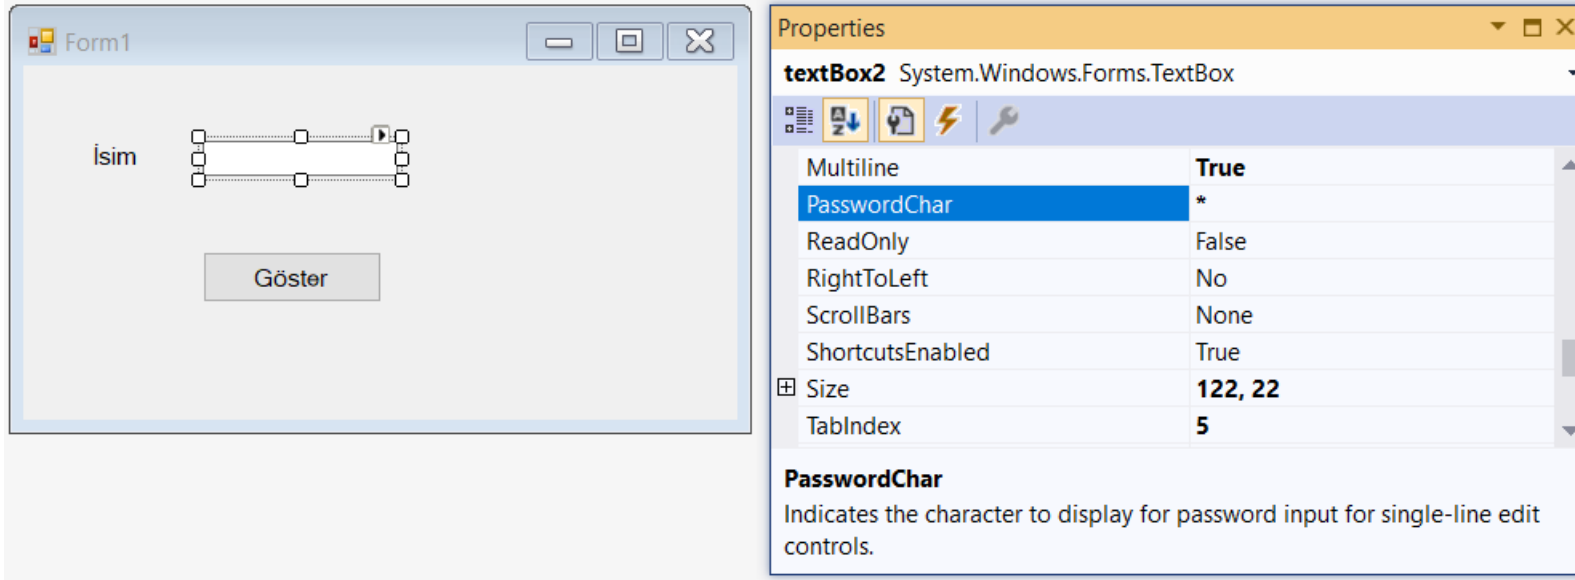 Form1
İsim
Göster
Properties
textBox2 System.Windows.Forms.TextBox
Multiline True
PasswordChar *
ReadOnly False
RightToLeft No
ScrollBars None
ShortcutsEnabled True
Size 122, 22
TabIndex 5
PasswordChar
Indicates the character to display for password input for single-line edit
controls.